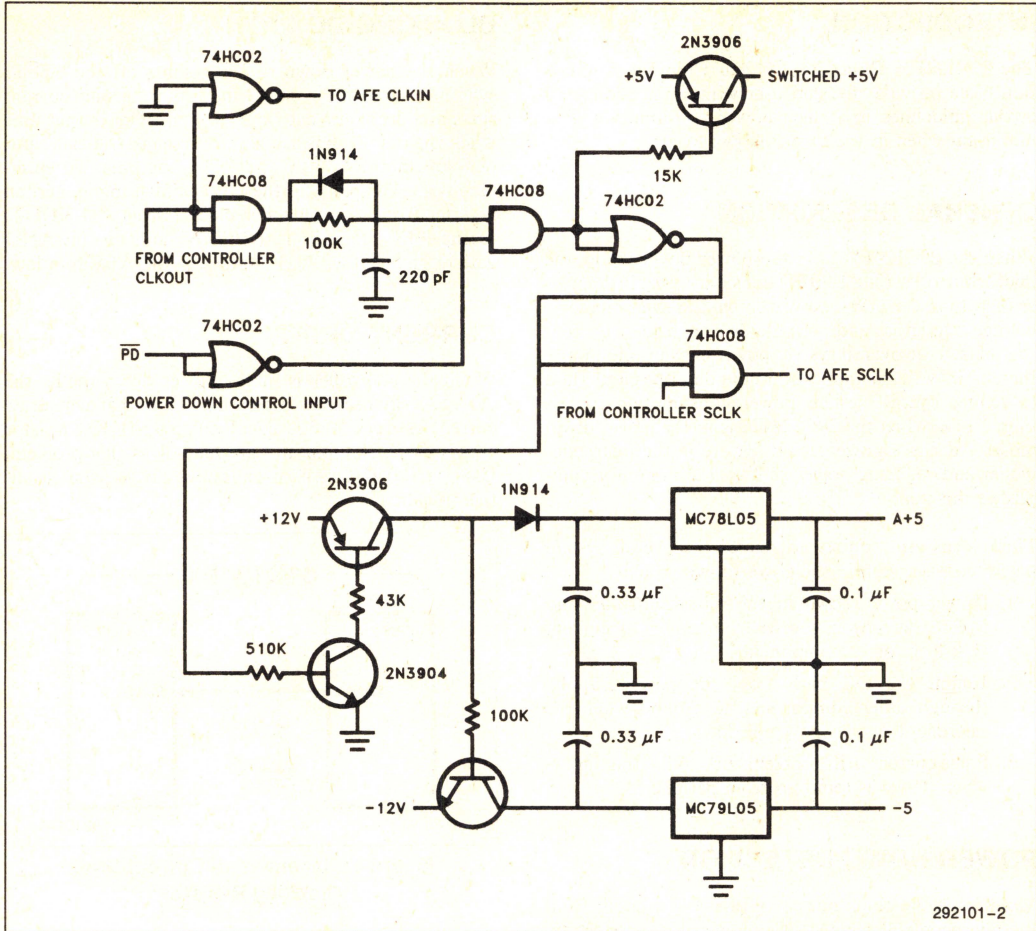 2N3906
74HC02
+5V
SWITCHED +5V
TO AFE CLKIN
1N914
15K
74HC08
74HC08
74HC02
100K
FROM CONTROLLER
CLKOUT
220 pF
74HC02
74HC08
PD
TO AFE SCLK
POWER DOWN CONTROL INPUT
FROM CONTROLLER SCLK
2N3906
1N914
+12V
MC78L05
A+5
43K
0.33 µF
0.1 µF
510K
2N3904
100K
0.33 µF
0.1 µF
-12V
MC79L05
-5
292101-2